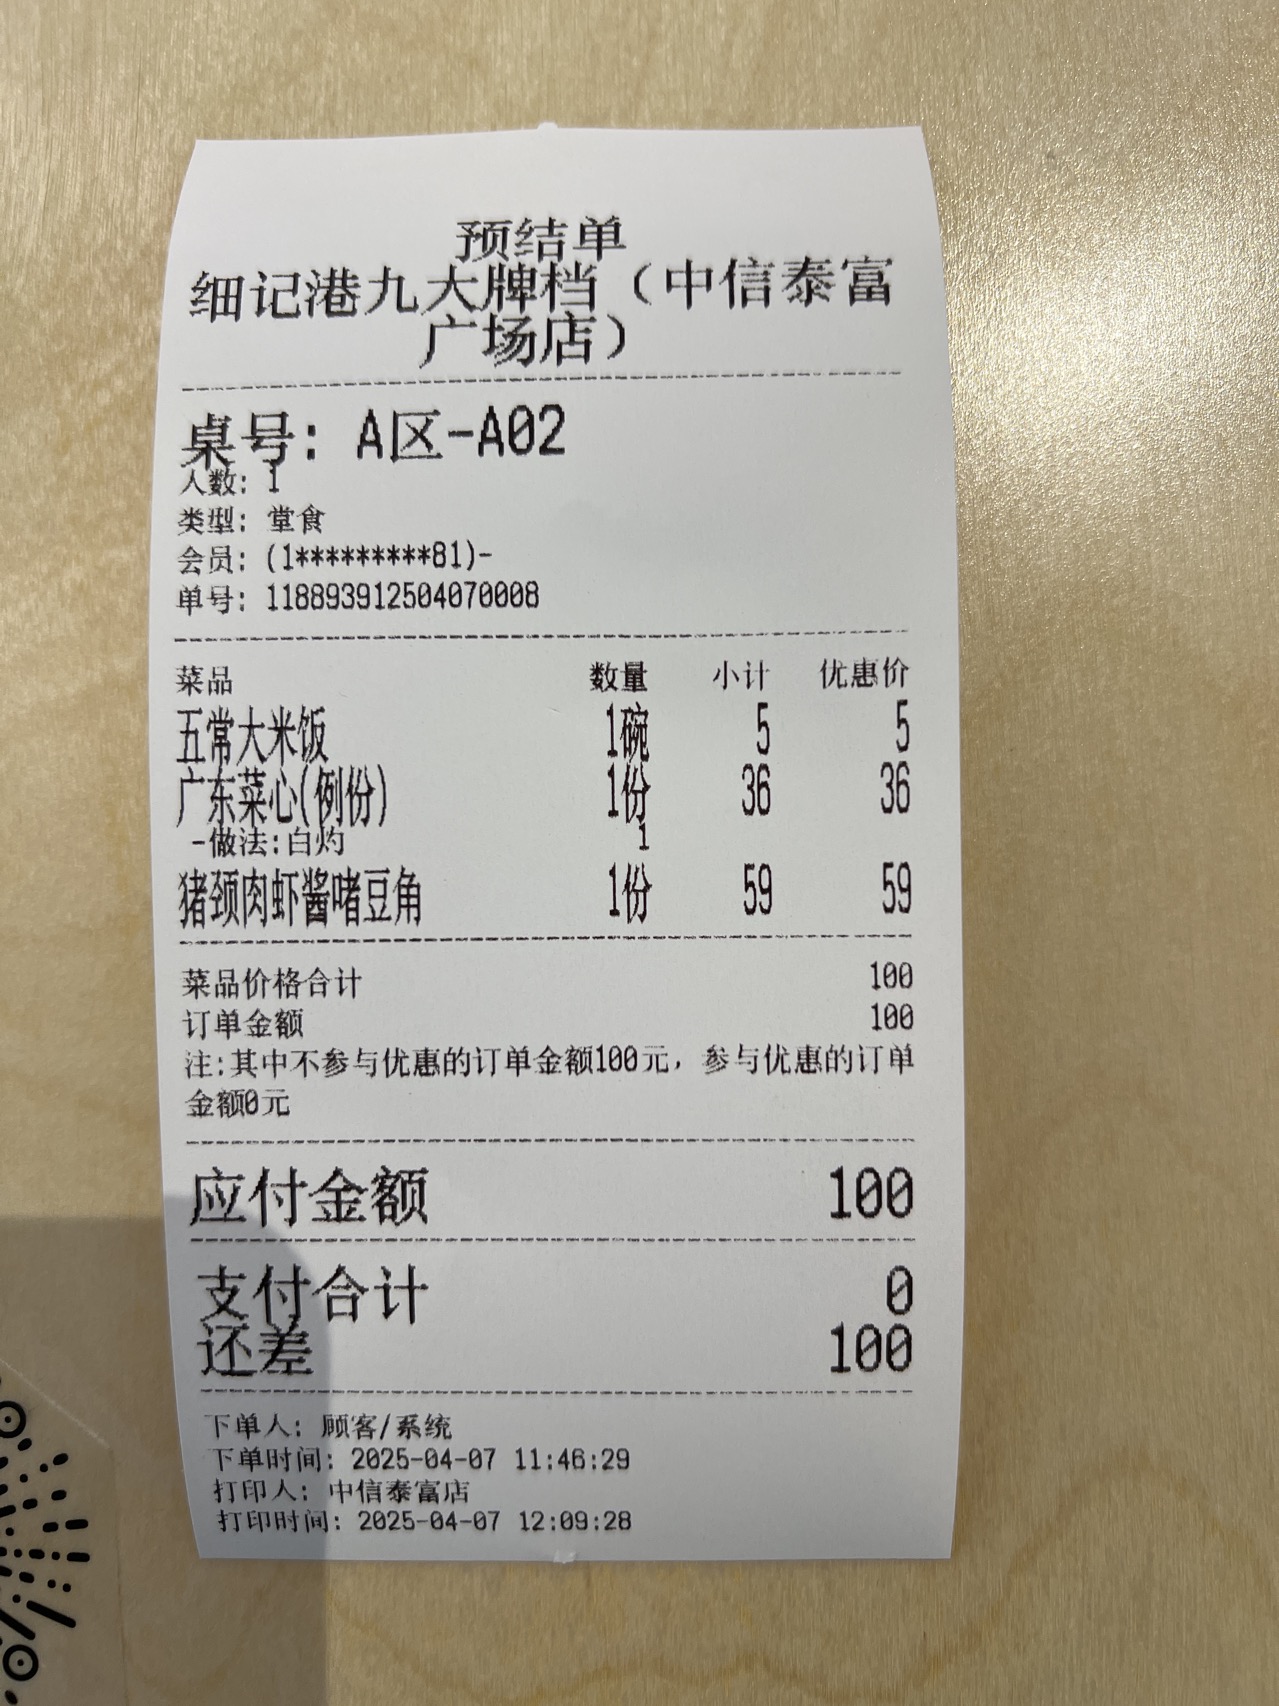 预结单
细记港九大牌档（中信泰富
广场店）
桌号: A区-A02
人数: 1
类型: 堂食
会员: (1*********81)-
单号: 118893912504070008
菜品 数量 小计 优惠价
五常大米饭 1碗 5 5
广东菜心(例份) 1份 36 36
-做法:白灼 1
猪颈肉虾酱啫豆角 1份 59 59
菜品价格合计 100
订单金额 100
注:其中不参与优惠的订单金额100元，参与优惠的订单
金额0元
应付金额 100
支付合计 0
还差 100
下单人: 顾客/系统
下单时间: 2025-04-07 11:46:29
打印人: 中信泰富店
打印时间: 2025-04-07 12:09:28